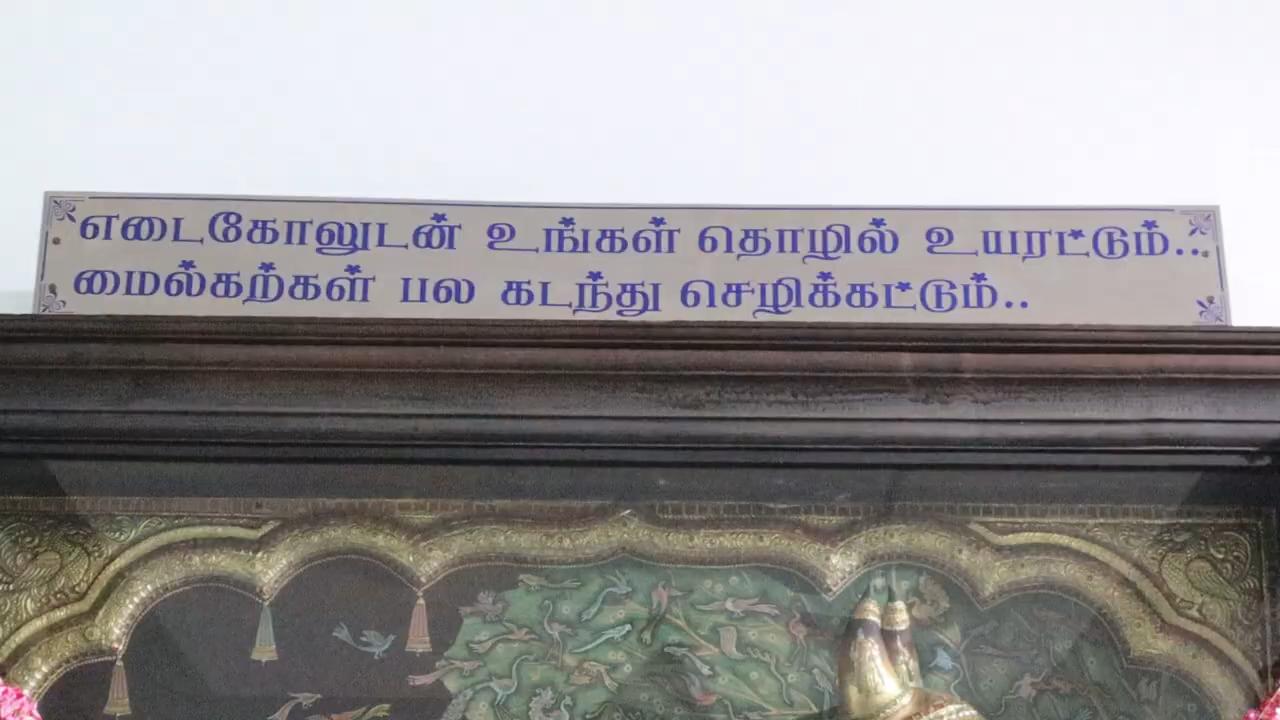 எடைகோலுடன் உங்கள் தொழில் உயரட்டும்...
மைல்கற்கள் பல கடந்து செழிக்கட்டும்..